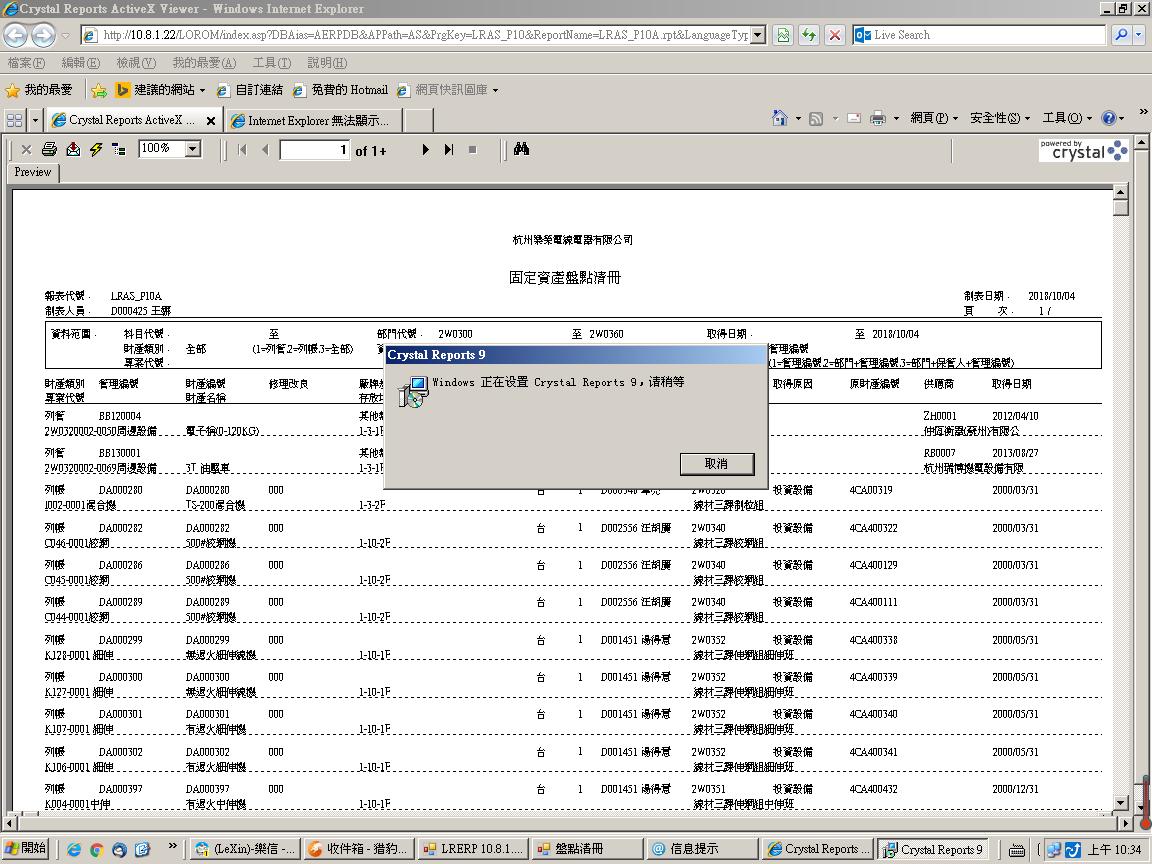 Crystal Reports ActiveX Viewer - Windows Internet Explorer
http://10.8.1.22/LOROM/index.asp?DBAias=AERPDB&APPath=AS&PrgKey=LRAS_P10&ReportName=LRAS_P10A.rpt&LanguageTyp
Live Search
檔案(F) 編輯(E) 檢視(V) 我的最愛(A) 工具(T) 說明(H)
我的最愛 建議的網站 自訂連結 免費的 Hotmail 網頁快訊圖庫
Crystal Reports ActiveX ... Internet Explorer 無法顯示... 網頁(P) 安全性(S) 工具(O)
100% 1 of 1+ powered by crystal
Preview
杭州樂榮電線電器有限公司
固定資產盤點清冊
報表代號: LRAS_P10A 制表日期: 2018/10/04
制表人員: D000425 王娜 頁 次: 1 /
資料范圍: 科目代號: 至 部門代號: 2W0300 至 2W0360 取得日期: 至 2018/10/04
財產類別: 全部 (1=列管.2=列帳.3=全部) 管理編號
專案代號: (1=管理編號.2=部門+管理編號.3=部門+保管人+管理編號)
Crystal Reports 9
Windows 正在设置 Crystal Reports 9，请稍等
取消
財產類別 管理編號 財產編號 修理改良 取得原因 原財產編號 供應商 取得日期
專案代號 財產名稱
列管 BB120004 其他 ZH0001 2012/04/10
2W0320002-0050周邊設備 電子稱(0-120KG) 1-3-1F 仲恆衡器(蘇州)有限公
列管 BB130001 其他 RB0007 2013/08/27
2W0320002-0069周邊設備 3T 油壓車 1-3-1F 杭州瑞博機電設備有限
列帳 DA000280 DA000280 000 台 1 2W0320 投資設備 4CA00319 2000/03/31
I002-0001高合機 TS-200高合機 1-3-2F 線材三課制粒組
列帳 DA000282 DA000282 000 台 1 D002556 汪胡廣 2W0340 投資設備 4CA400322 2000/03/31
C046-0001絞銅 500#絞銅機 1-10-2F 線材三課絞銅組
列帳 DA000286 DA000286 000 台 1 D002556 汪胡廣 2W0340 投資設備 4CA400129 2000/03/31
C045-0001絞銅 500#絞銅機 1-10-2F 線材三課絞銅組
列帳 DA000289 DA000289 000 台 1 D002556 汪胡廣 2W0340 投資設備 4CA400111 2000/03/31
C044-0001絞銅 500#絞銅機 1-10-2F 線材三課絞銅組
列帳 DA000299 DA000299 000 台 1 D001451 湯得意 2W0352 投資設備 4CA400338 2000/05/31
K128-0001 細伸 無退火細伸線機 1-10-1F 線材三課伸銅組細伸班
列帳 DA000300 DA000300 000 台 1 D001451 湯得意 2W0352 投資設備 4CA400339 2000/05/31
K127-0001 細伸 無退火細伸線機 1-10-1F 線材三課伸銅組細伸班
列帳 DA000301 DA000301 000 台 1 D001451 湯得意 2W0352 投資設備 4CA400340 2000/05/31
K107-0001 細伸 有退火細伸機 1-10-1F 線材三課伸銅組細伸班
列帳 DA000302 DA000302 000 台 1 D001451 湯得意 2W0352 投資設備 4CA400341 2000/05/31
K106-0001 細伸 有退火細伸機 1-10-1F 線材三課伸銅組細伸班
列帳 DA000397 DA000397 000 台 1 D001451 湯得意 2W0351 投資設備 4CA400432 2000/12/31
K004-0001中伸 有退火中伸機 1-10-1F 線材三課伸銅組中伸班
開始 (LeXin)-樂信 -... 收件箱 - 猎豹... LRERP 10.8.1... 盤點清冊 信息提示 Crystal Reports ... Crystal Reports 9 上午 10:34